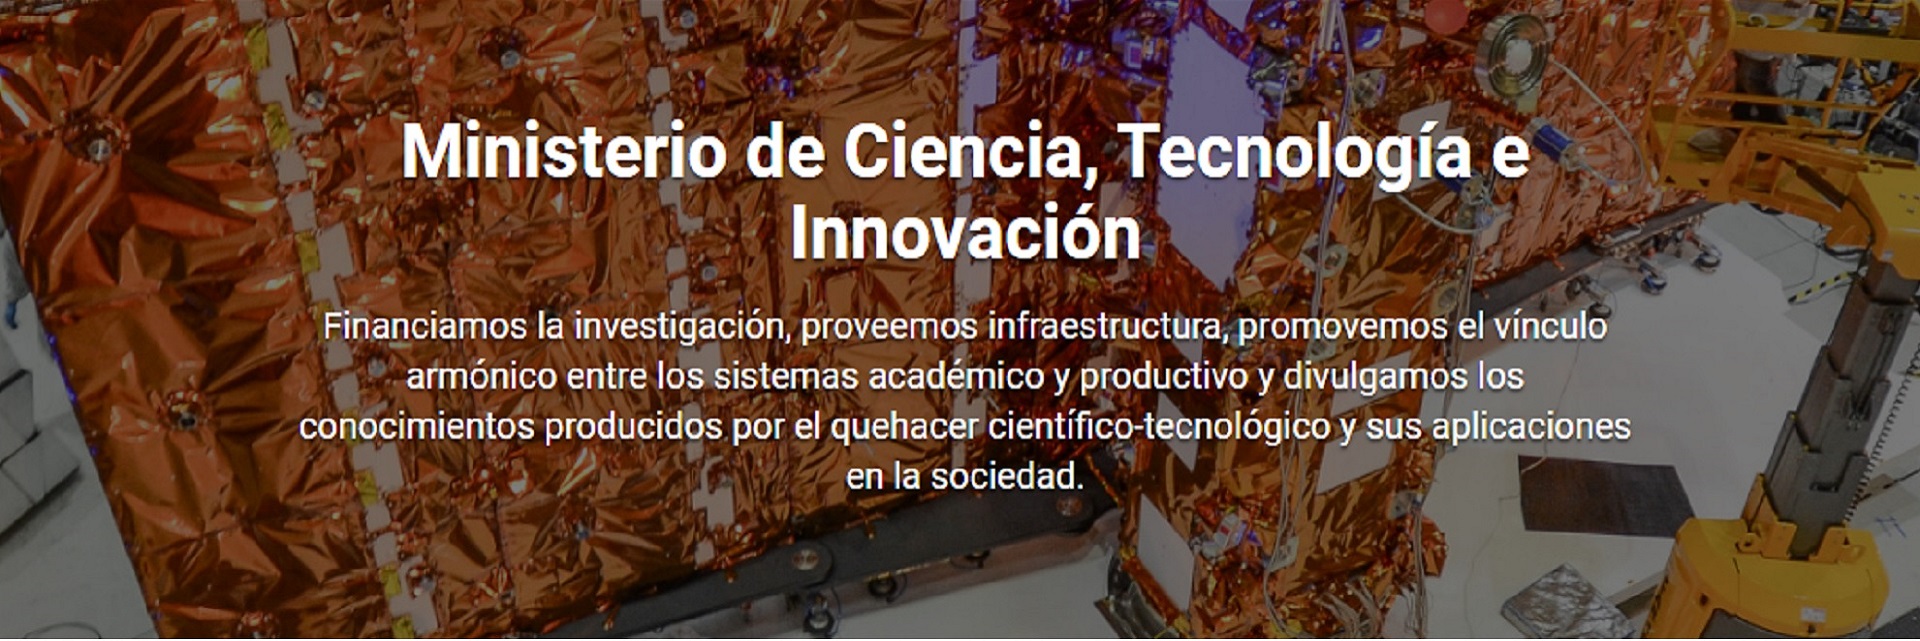 Ministerio de Ciencia, Tecnología e
Innovación
Financiamos la investigación, proveemos infraestructura, promovemos el vínculo
armónico entre los sistemas académico y productivo y divulgamos los
conocimientos producidos por el quehacer científico-tecnológico y sus aplicaciones
en la sociedad.